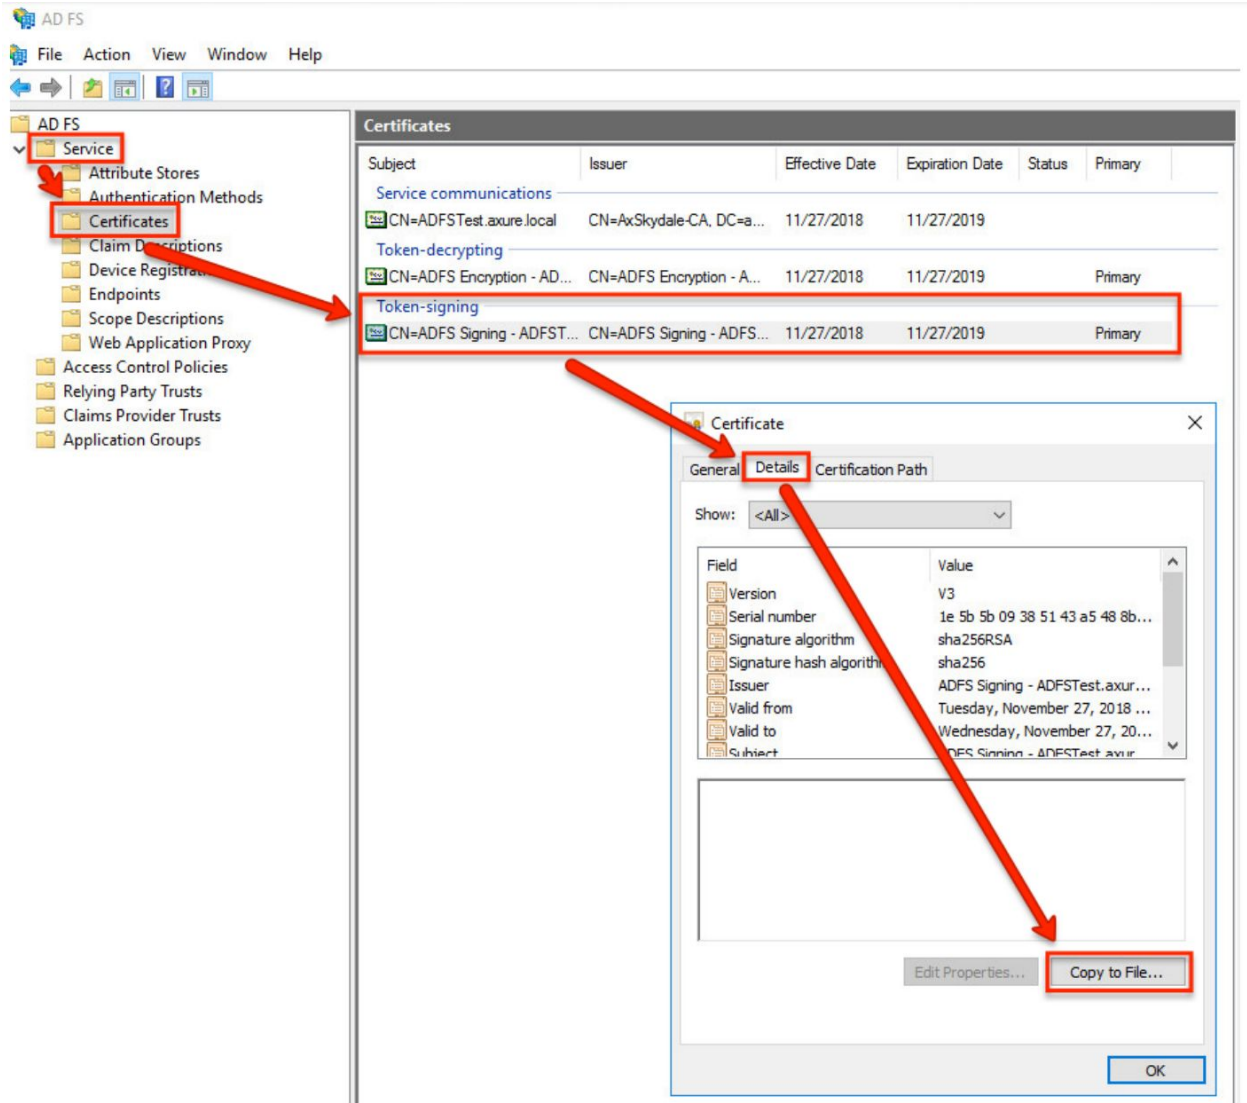 AD FS
File Action View Window Help
AD FS
Service
Attribute Stores
Authentication Methods
Certificates
Claim Descriptions
Device Registrati
Endpoints
Scope Descriptions
Web Application Proxy
Access Control Policies
Relying Party Trusts
Claims Provider Trusts
Application Groups
Certificates
Subject Issuer Effective Date Expiration Date Status Primary
Service communications
CN=ADFSTest.axure.local CN=AxSkydale-CA, DC=a... 11/27/2018 11/27/2019
Token-decrypting
CN=ADFS Encryption - AD... CN=ADFS Encryption - A... 11/27/2018 11/27/2019 Primary
Token-signing
CN=ADFS Signing - ADFST... CN=ADFS Signing - ADFS... 11/27/2018 11/27/2019 Primary
Certificate
General Details Certification Path
Show: <All>
Field Value
Version V3
Serial number 1e 5b 5b 09 38 51 43 a5 48 8b...
Signature algorithm sha256RSA
Signature hash algorithm sha256
Issuer ADFS Signing - ADFSTest.axur...
Valid from Tuesday, November 27, 2018 ...
Valid to Wednesday, November 27, 20...
Subject ADFS Signing - ADFSTest.axur
Edit Properties... Copy to File...
OK